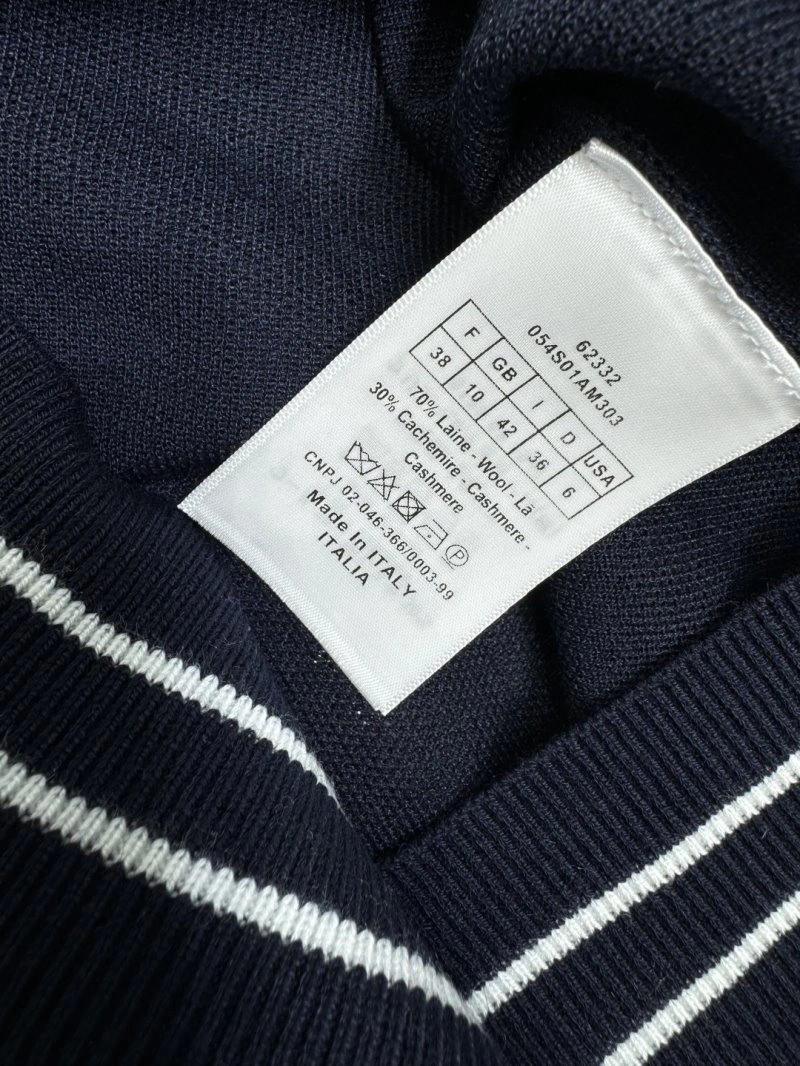 62332
054S01AM303
F GB I D USA
38 10 42 36 6
70% Laine - Wool - Lã
30% Cachemire - Cashmere -
Cashmere
P
CNPJ 02-046-366/0003-99
Made In ITALY
ITALIA